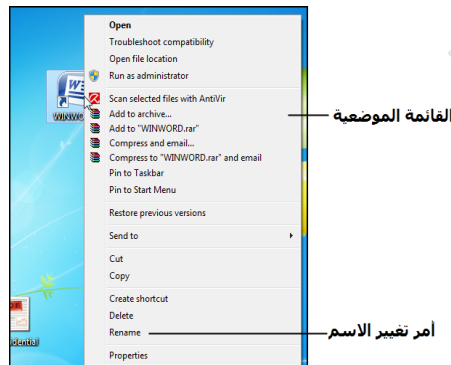 Open
Troubleshoot compatibility
Open file location
Run as administrator
Scan selected files with AntiVir
Add to archive...
Add to "WINWORD.rar"
Compress and email...
Compress to "WINWORD.rar" and email
Pin to Taskbar
Pin to Start Menu
Restore previous versions
Send to
Cut
Copy
Create shortcut
Delete
Rename
Properties
القائمة الموضعية
أمر تغيير الاسم